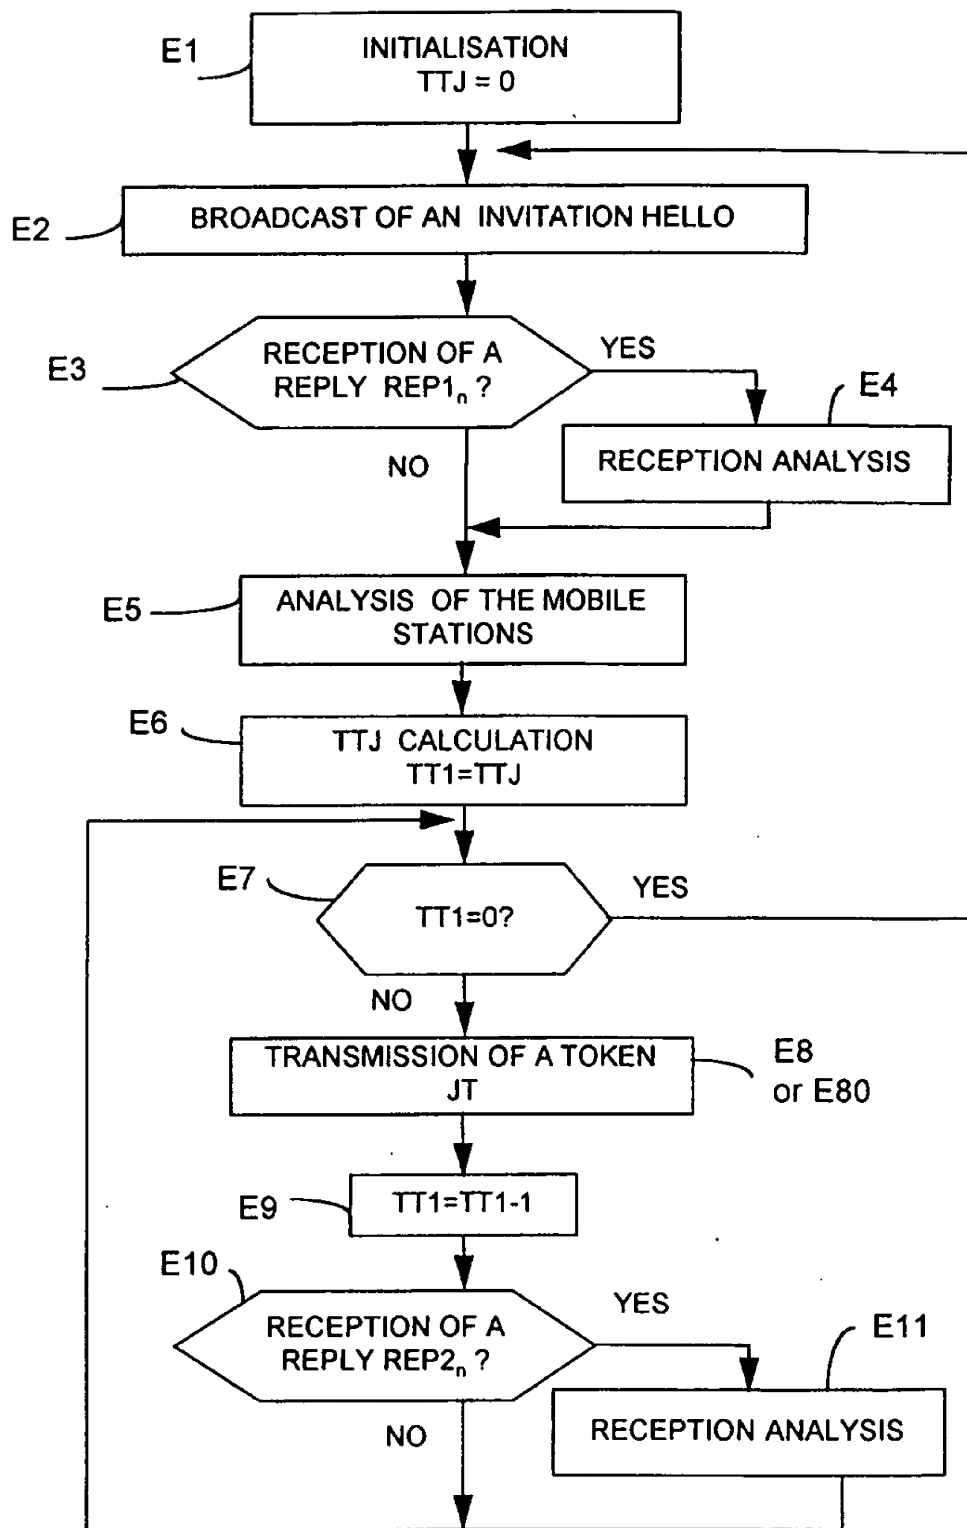 E1
INITIALISATION
TTJ = 0
E2
BROADCAST OF AN INVITATION HELLO
E3
RECEPTION OF A
REPLY REP1n ?
YES
E4
NO
RECEPTION ANALYSIS
E5
ANALYSIS OF THE MOBILE
STATIONS
E6
TTJ CALCULATION
TT1=TTJ
E7
YES
TT1=0?
NO
TRANSMISSION OF A TOKEN
JT
E8
or E80
E9
TT1=TT1-1
E10
YES
RECEPTION OF A
REPLY REP2n ?
E11
NO
RECEPTION ANALYSIS